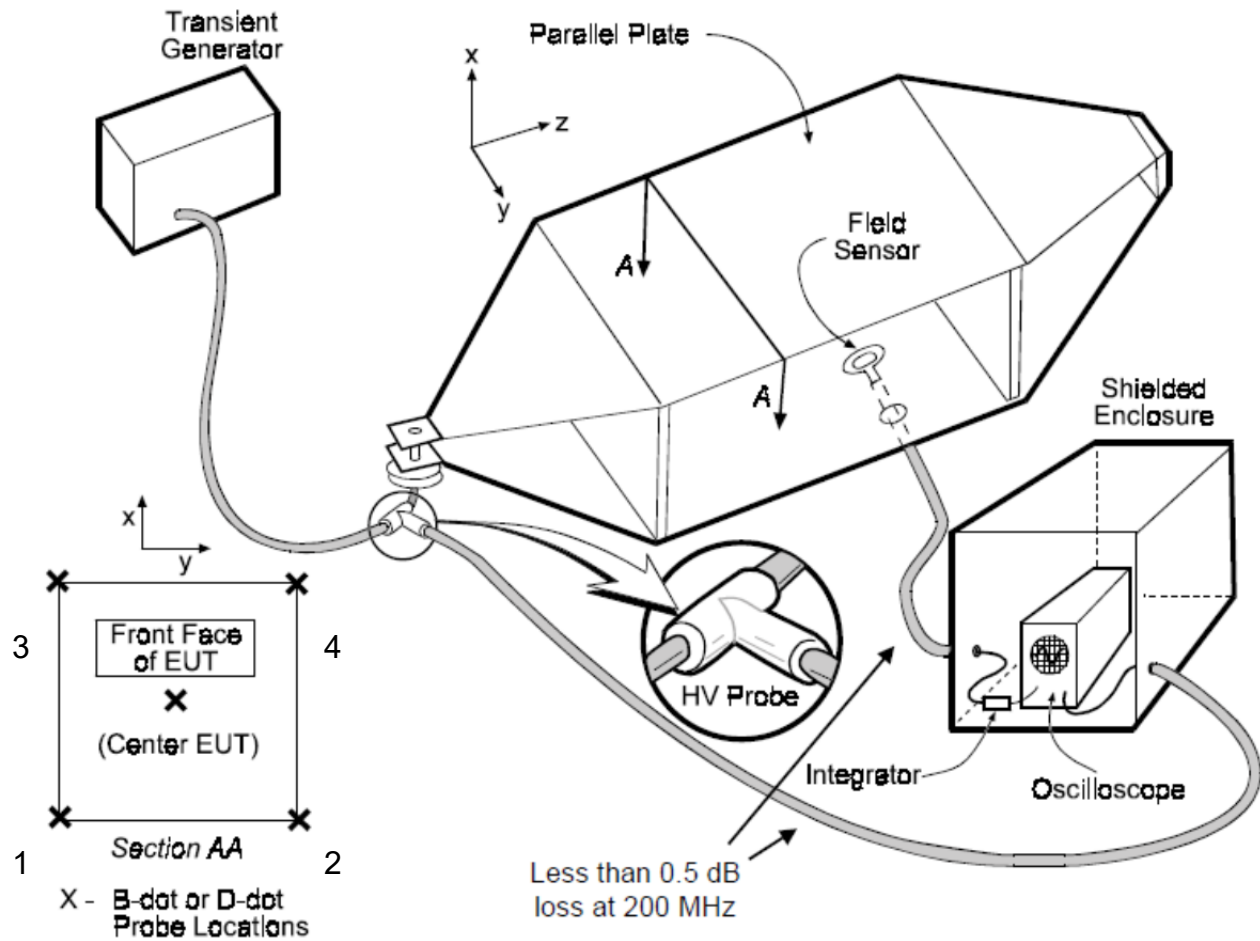 Transient
Generator
Parallel Plate
x
z
y
Field
Sensor
A
A
Shielded
Enclosure
x
y
3
4
Front Face
of EUT
(Center EUT)
HV Probe
Integrator
Oscilloscope
1
Section AA
2
Less than 0.5 dB
loss at 200 MHz
X - B-dot or D-dot
Probe Locations